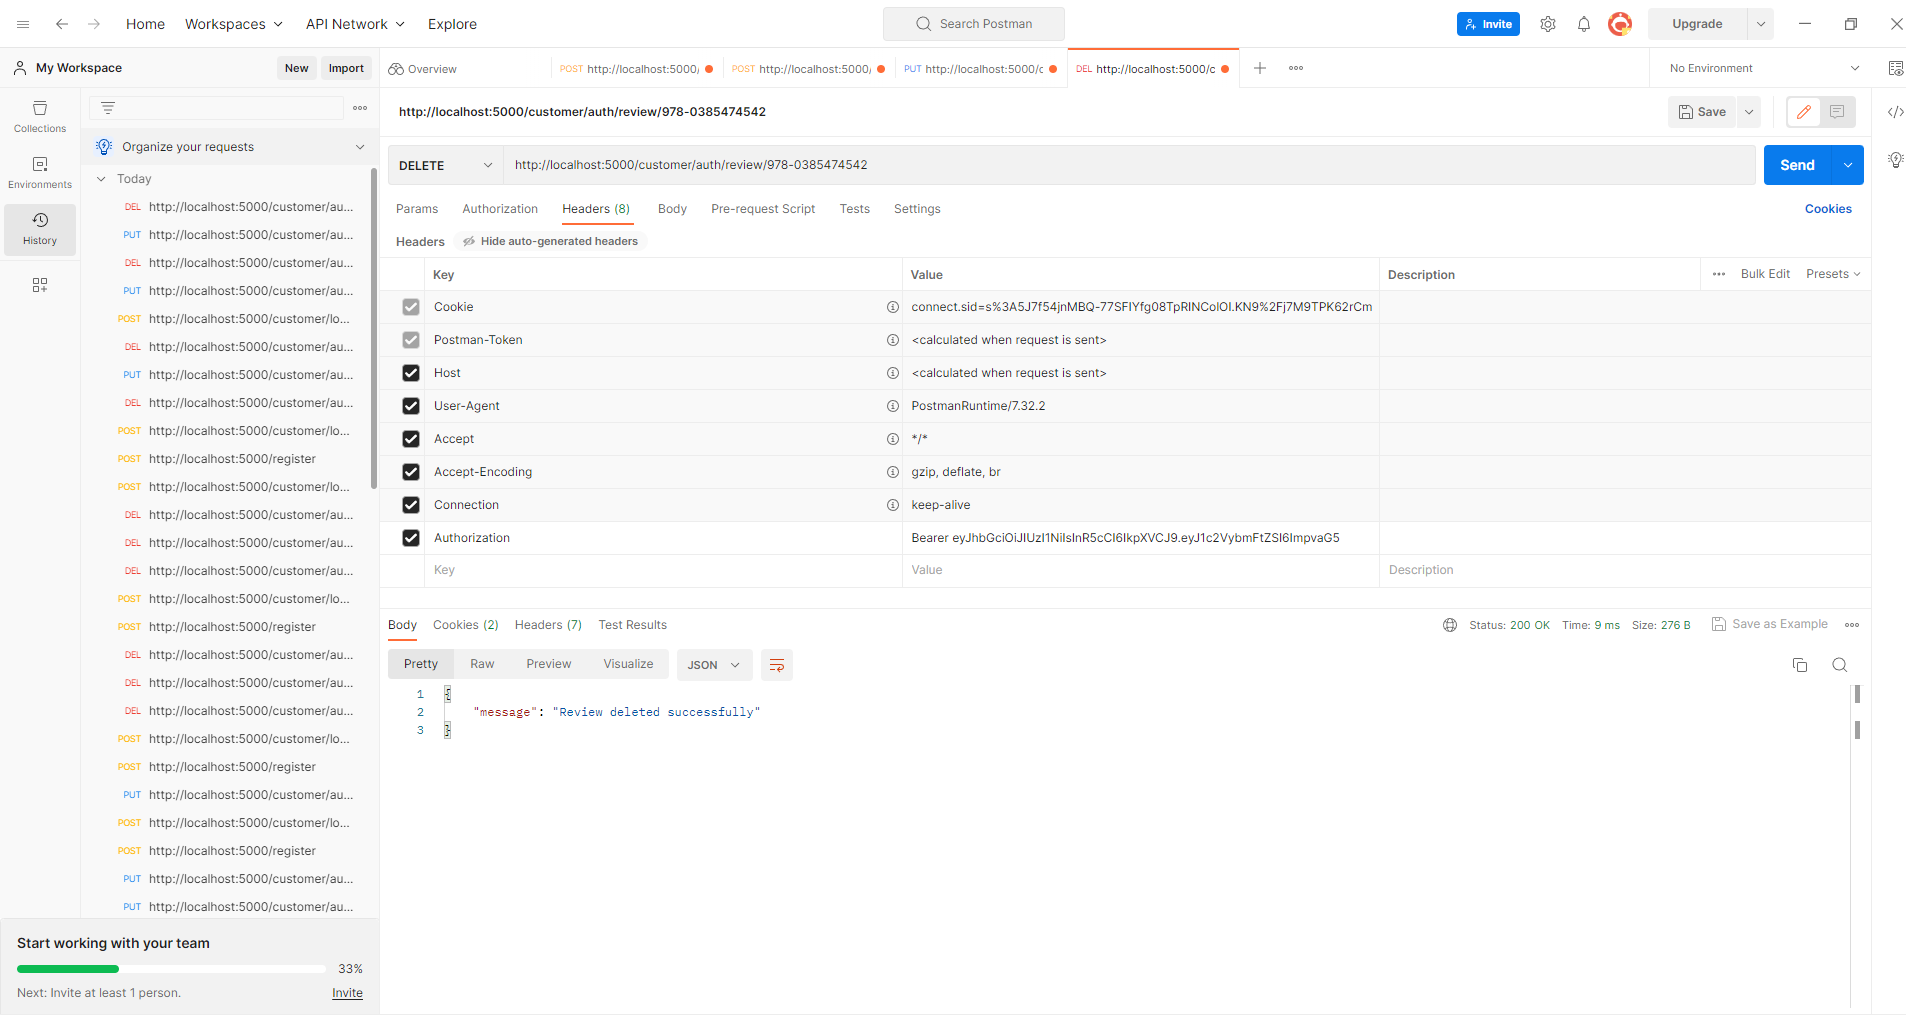 Home Workspaces API Network Explore Search Postman Invite Upgrade
My Workspace New Import Overview POST http://localhost:5000/ POST http://localhost:5000/ PUT http://localhost:5000/c DEL http://localhost:5000/c No Environment
Collections
Environments
History
Organize your requests
Today
DEL http://localhost:5000/customer/au...
PUT http://localhost:5000/customer/au...
DEL http://localhost:5000/customer/au...
PUT http://localhost:5000/customer/au...
POST http://localhost:5000/customer/lo...
DEL http://localhost:5000/customer/au...
PUT http://localhost:5000/customer/au...
DEL http://localhost:5000/customer/au...
POST http://localhost:5000/customer/lo...
POST http://localhost:5000/register
POST http://localhost:5000/customer/lo...
DEL http://localhost:5000/customer/au...
DEL http://localhost:5000/customer/au...
DEL http://localhost:5000/customer/au...
POST http://localhost:5000/customer/lo...
POST http://localhost:5000/register
DEL http://localhost:5000/customer/au...
DEL http://localhost:5000/customer/au...
DEL http://localhost:5000/customer/au...
POST http://localhost:5000/customer/lo...
POST http://localhost:5000/register
PUT http://localhost:5000/customer/au...
POST http://localhost:5000/customer/lo...
POST http://localhost:5000/register
PUT http://localhost:5000/customer/au...
PUT http://localhost:5000/customer/au...
Start working with your team
33%
Next: Invite at least 1 person. Invite
http://localhost:5000/customer/auth/review/978-0385474542 Save
DELETE http://localhost:5000/customer/auth/review/978-0385474542 Send
Params Authorization Headers (8) Body Pre-request Script Tests Settings Cookies
Headers Hide auto-generated headers
Key Value Description Bulk Edit Presets
Cookie connect.sid=s%3A5J7f54jnMBQ-77SFIYfg08TpRINColOI.KN9%2Fj7M9TPK62rCm
Postman-Token <calculated when request is sent>
Host <calculated when request is sent>
User-Agent PostmanRuntime/7.32.2
Accept */*
Accept-Encoding gzip, deflate, br
Connection keep-alive
Authorization Bearer eyJhbGciOiJIUzI1NiIsInR5cCI6IkpXVCJ9.eyJ1c2VybmFtZSI6ImpvaG5
Key Value Description
Body Cookies (2) Headers (7) Test Results Status: 200 OK Time: 9 ms Size: 276 B Save as Example
Pretty Raw Preview Visualize JSON
1 {
2 "message": "Review deleted successfully"
3 }